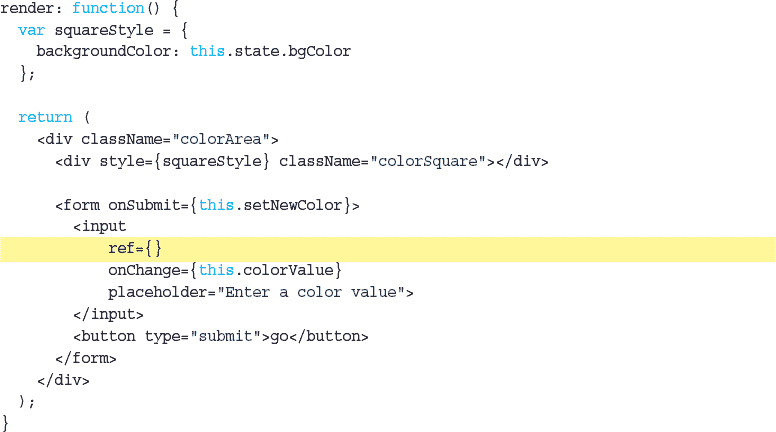 render: function() {
  var squareStyle = {
    backgroundColor: this.state.bgColor
  };

  return (
    <div className="colorArea">
      <div style={squareStyle} className="colorSquare"></div>

      <form onSubmit={this.setNewColor}>
        <input
            ref={}
            onChange={this.colorValue}
            placeholder="Enter a color value">
        </input>
        <button type="submit">go</button>
      </form>
    </div>
  );
}